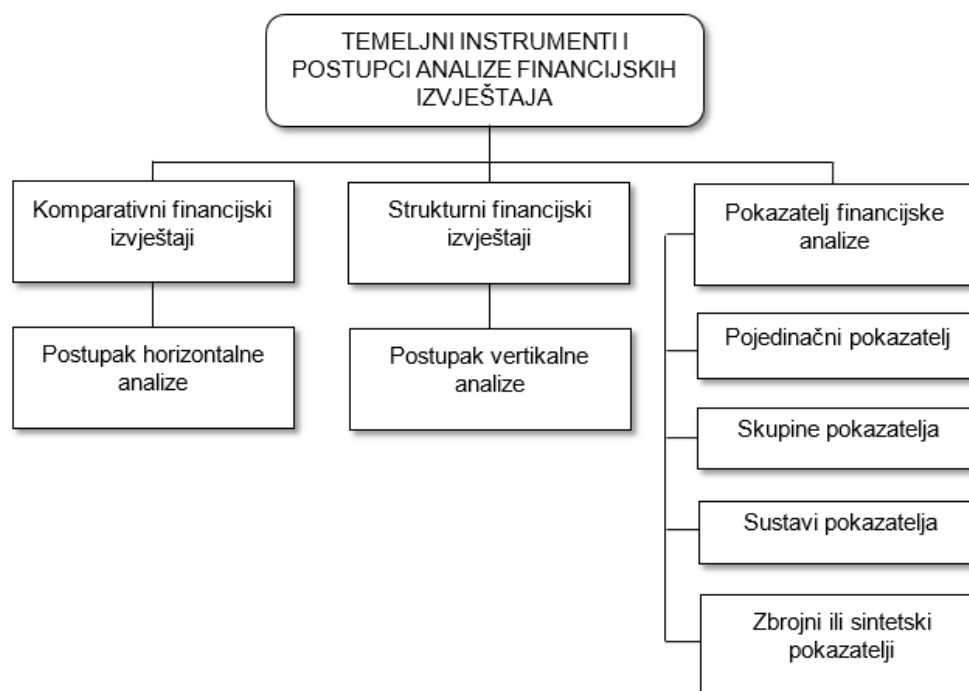 TEMELJNI INSTRUMENTI I
POSTUPCI ANALIZE FINANCIJSKIH
IZVJEŠTAJA
Komparativni financijski
izvještaji
Strukturni financijski
izvještaji
Pokazatelj financijske
analize
Postupak horizontalne
analize
Postupak vertikalne
analize
Pojedinačni pokazatelj
Skupine pokazatelja
Sustavi pokazatelja
Zbrojni ili sintetski
pokazatelji